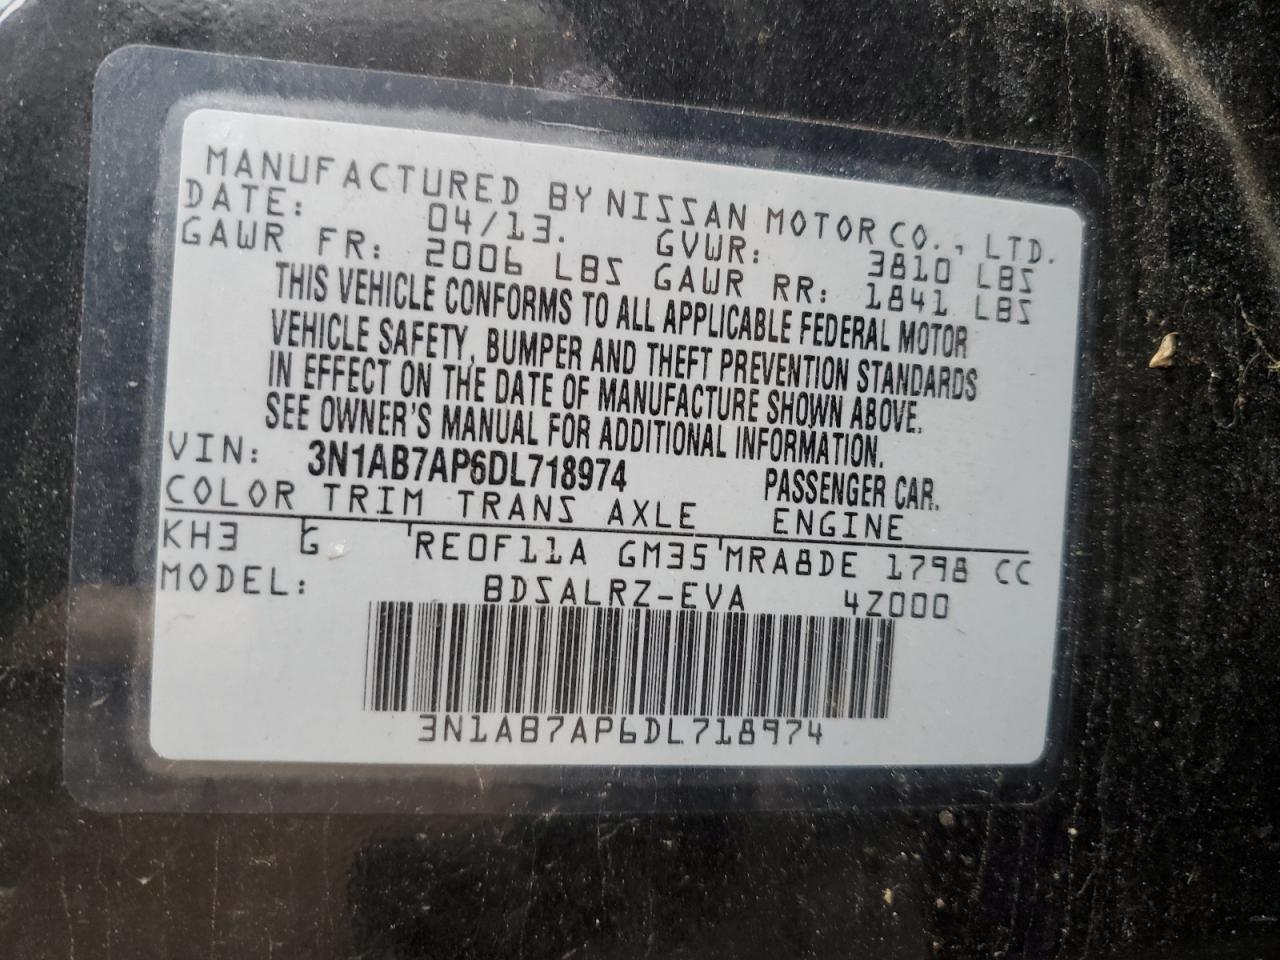 MANUFACTURED BY NISSAN MOTOR CO., LTD.
DATE: 04/13. GVWR: 3810 LBS
GAWR FR: 2006 LBS GAWR RR: 1841 LBS
THIS VEHICLE CONFORMS TO ALL APPLICABLE FEDERAL MOTOR
VEHICLE SAFETY, BUMPER AND THEFT PREVENTION STANDARDS
IN EFFECT ON THE DATE OF MANUFACTURE SHOWN ABOVE.
SEE OWNER'S MANUAL FOR ADDITIONAL INFORMATION.
VIN: 3N1AB7AP6DL718974 PASSENGER CAR.
COLOR TRIM TRANS AXLE ENGINE
KH3 G RE0F11A GM35 MRA8DE 1798 CC
MODEL: BDSALRZ-EVA 4Z000
3N1AB7AP6DL718974